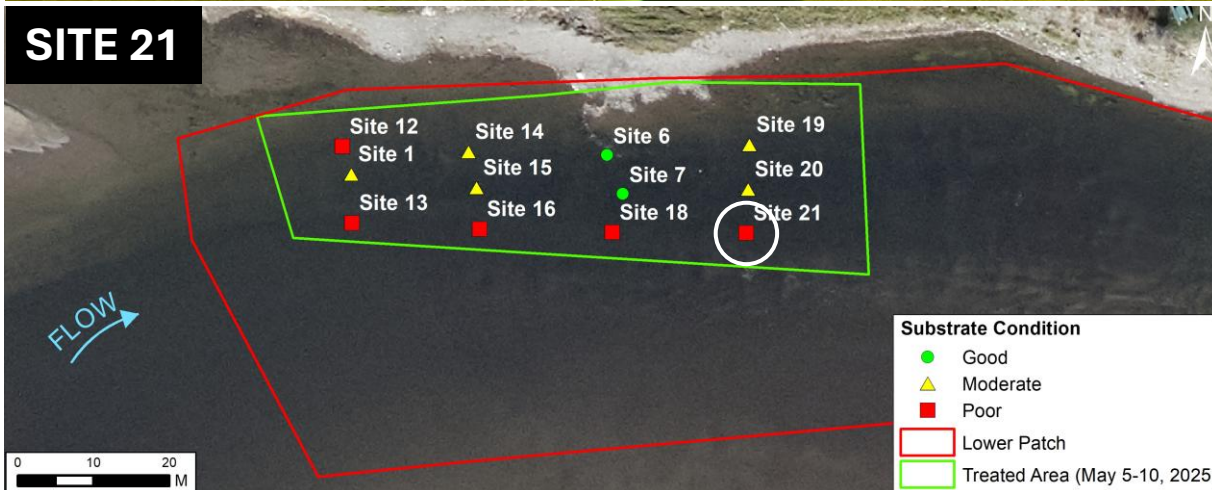 SITE 21
N
Site 12
Site 14
Site 6
Site 19
Site 1
Site 15
Site 7
Site 20
Site 13
Site 16
Site 18
Site 21
FLOW
Substrate Condition
Good
Moderate
Poor
Lower Patch
Treated Area (May 5-10, 2025
0 10 20
M